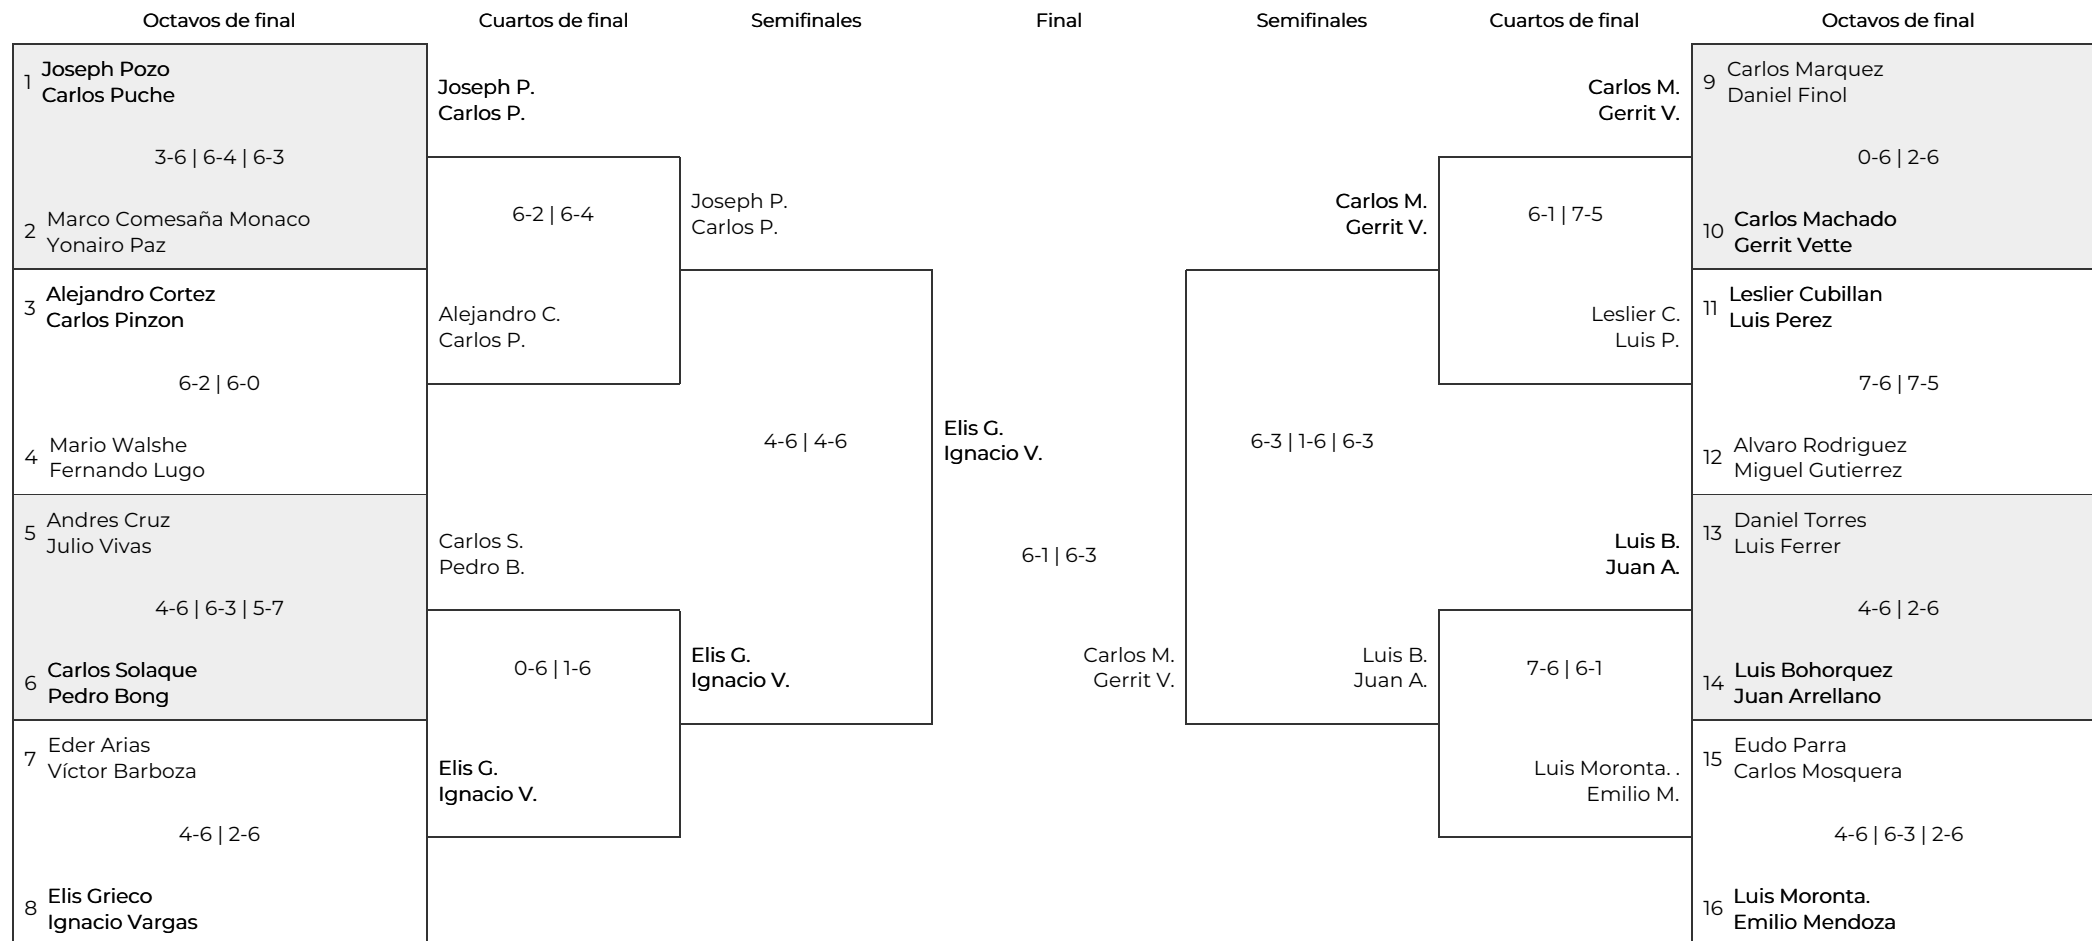 Octavos de final
Cuartos de final
Semifinales
Final
Semifinales
Cuartos de final
Octavos de final
1
Joseph Pozo
Carlos Puche
3-6 | 6-4 | 6-3
2
Marco Comesaña Monaco
Yonairo Paz
3
Alejandro Cortez
Carlos Pinzon
6-2 | 6-0
4
Mario Walshe
Fernando Lugo
5
Andres Cruz
Julio Vivas
4-6 | 6-3 | 5-7
6
Carlos Solaque
Pedro Bong
7
Eder Arias
Víctor Barboza
4-6 | 2-6
8
Elis Grieco
Ignacio Vargas
Joseph P.
Carlos P.
6-2 | 6-4
Alejandro C.
Carlos P.
Carlos S.
Pedro B.
0-6 | 1-6
Elis G.
Ignacio V.
Joseph P.
Carlos P.
4-6 | 4-6
Elis G.
Ignacio V.
Elis G.
Ignacio V.
6-1 | 6-3
Carlos M.
Gerrit V.
Carlos M.
Gerrit V.
6-3 | 1-6 | 6-3
Luis B.
Juan A.
Carlos M.
Gerrit V.
6-1 | 7-5
Leslier C.
Luis P.
Luis B.
Juan A.
7-6 | 6-1
Luis Moronta. .
Emilio M.
9
Carlos Marquez
Daniel Finol
0-6 | 2-6
10
Carlos Machado
Gerrit Vette
11
Leslier Cubillan
Luis Perez
7-6 | 7-5
12
Alvaro Rodriguez
Miguel Gutierrez
13
Daniel Torres
Luis Ferrer
4-6 | 2-6
14
Luis Bohorquez
Juan Arrellano
15
Eudo Parra
Carlos Mosquera
4-6 | 6-3 | 2-6
16
Luis Moronta.
Emilio Mendoza